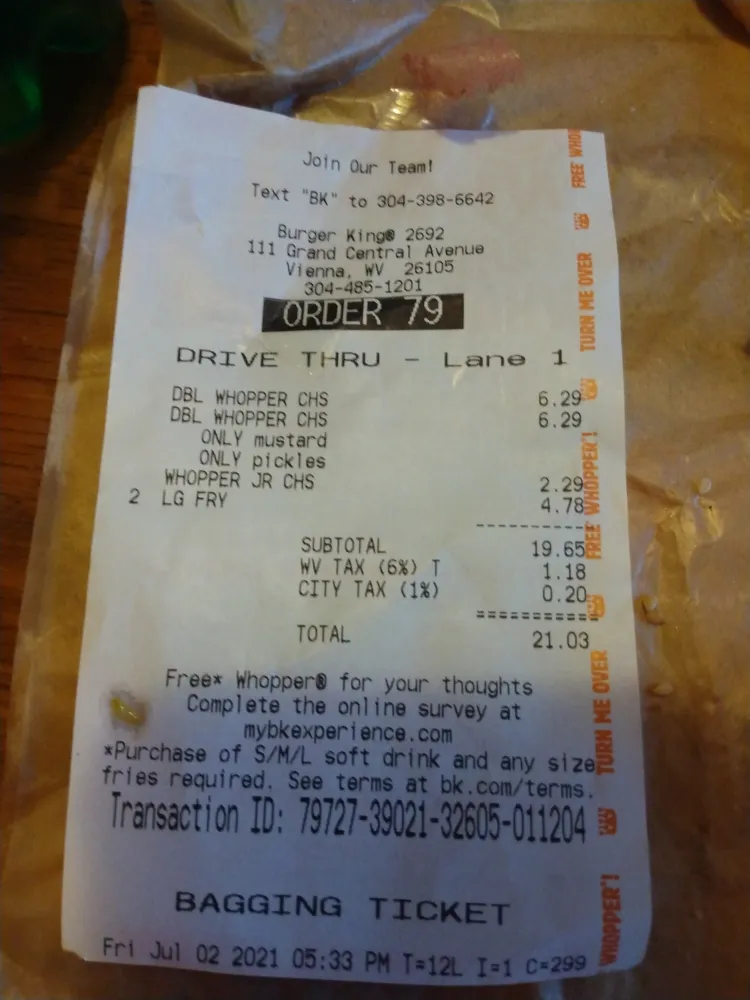 Join Our Team!
Text "BK" to 304-398-6642
Burger King® 2692
111 Grand Central Avenue
Vienna, WV 26105
304-485-1201
ORDER 79
DRIVE THRU - Lane 1
DBL WHOPPER CHS 6.29
DBL WHOPPER CHS 6.29
ONLY mustard
ONLY pickles
WHOPPER JR CHS 2.29
2 LG FRY 4.78
SUBTOTAL 19.65
WV TAX (6%) T 1.18
CITY TAX (1%) 0.20
TOTAL 21.03
Free* Whopper® for your thoughts
Complete the online survey at
mybkexperience.com
*Purchase of S/M/L soft drink and any size
fries required. See terms at bk.com/terms.
Transaction ID: 79727-39021-32605-011204
BAGGING TICKET
Fri Jul 02 2021 05:33 PM T=12L I=1 C=299
FREE WHO
TURN ME OVER
FREE WHOPPER!
TURN ME OVER
WHOPPER!